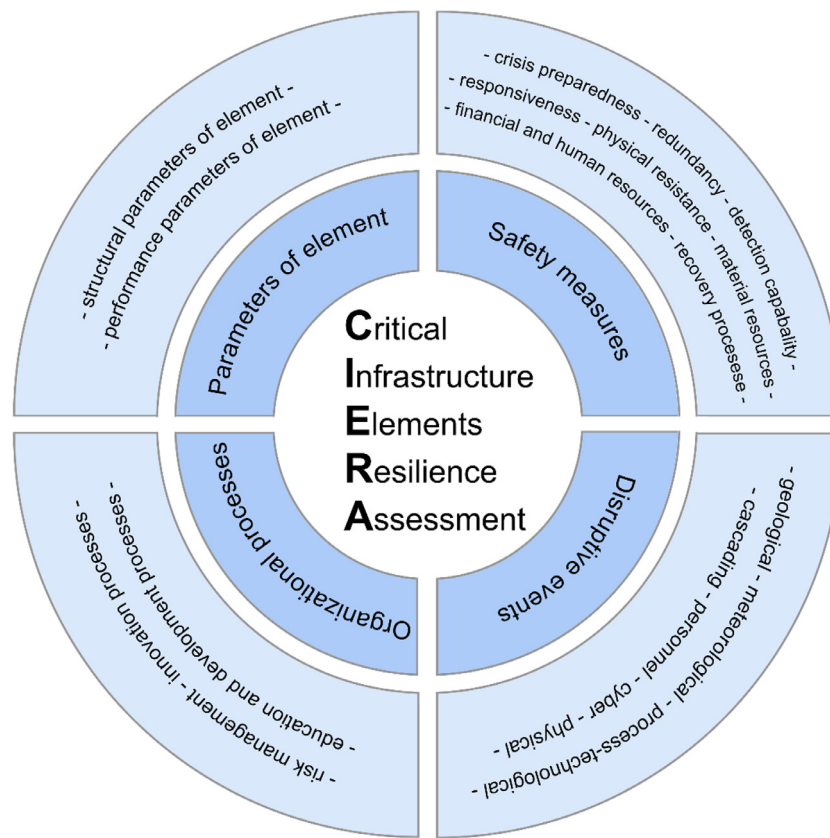 - structural parameters of element -
- performance parameters of element -
Parameters of element
- crisis preparedness - redundancy - detection capabality -
- responsiveness - physical resistance - material resources -
- financial and human resources - recovery procesese -
Safety measures
Critical
Infrastructure
Elements
Resilience
Assessment
Organizational processes
- education and development processes -
- risk management - innovation processes -
Disruptive events
- geological - meteorological - process-technological -
- cascading - personnel - cyber - physical -